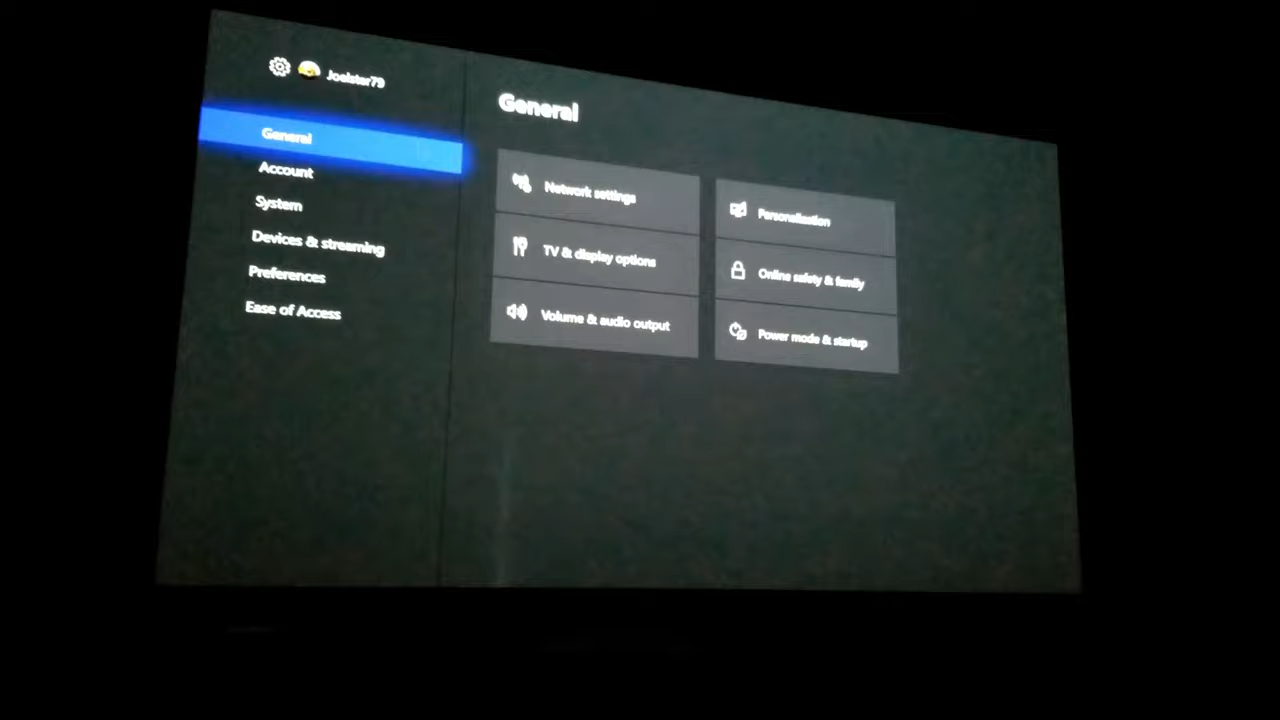 Joelster79
General
Account
System
Devices & streaming
Preferences
Ease of Access
General
Network settings
TV & display options
Volume & audio output
Personalization
Online safety & family
Power mode & startup